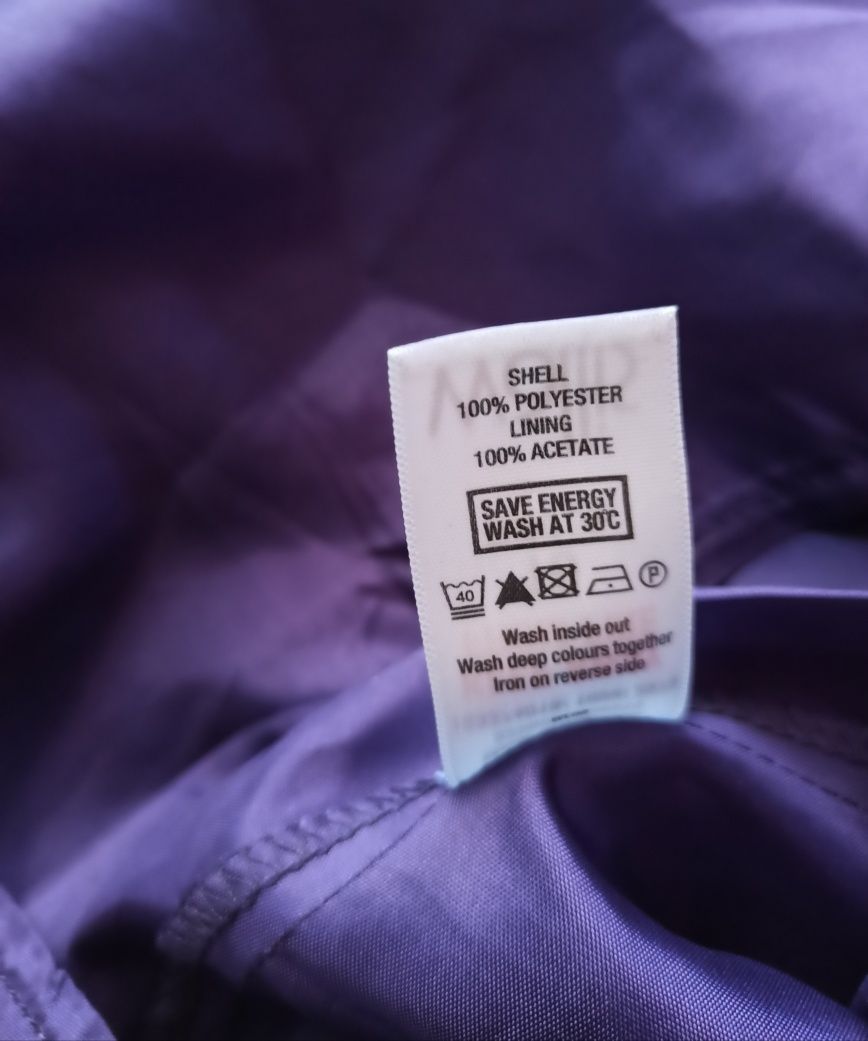 SHELL
100% POLYESTER
LINING
100% ACETATE
SAVE ENERGY
WASH AT 30°C
40 P
Wash inside out
Wash deep colours together
Iron on reverse side